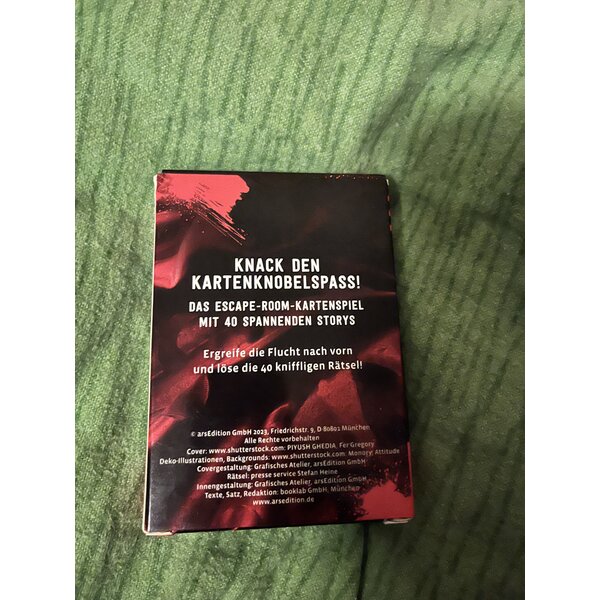 KNACK DEN
KARTENKNOBELSPASS!
DAS ESCAPE-ROOM-KARTENSPIEL
MIT 40 SPANNENDEN STORYS
Ergreife die Flucht nach vorn
und löse die 40 kniffligen Rätsel!
© arsEdition GmbH 2023, Friedrichstr. 9, D-80801 München
Alle Rechte vorbehalten
Cover: www.shutterstock.com: PIYUSH GHEDIA, Fer Gregory
Deko-Illustrationen, Backgrounds: www.shutterstock.com: Monory; Attitude
Covergestaltung: Grafisches Atelier, arsEdition GmbH
Rätsel: presse service Stefan Heine
Innengestaltung: Grafisches Atelier, arsEdition GmbH
Texte, Satz, Redaktion: booklab GmbH, München
www.arsedition.de